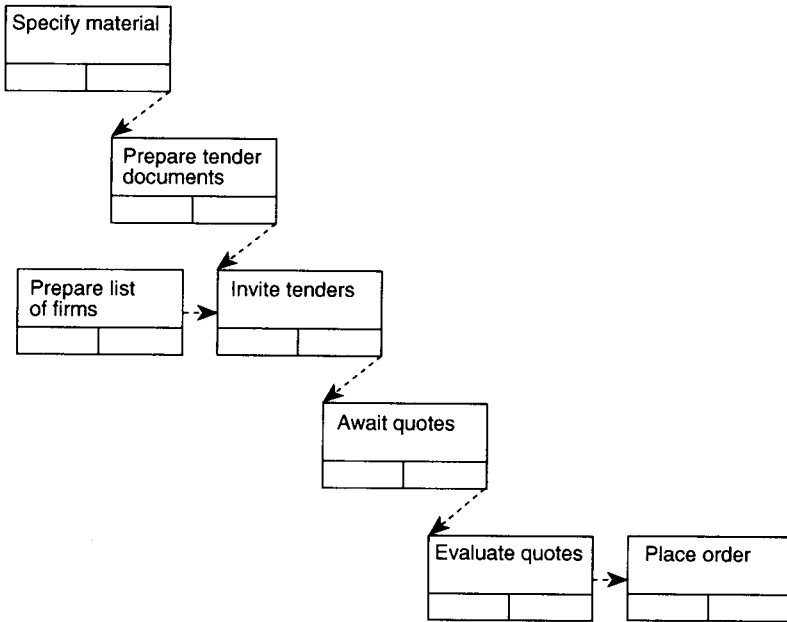 Specify material
Prepare tender
documents
Prepare list
of firms
Invite tenders
Await quotes
Evaluate quotes
Place order